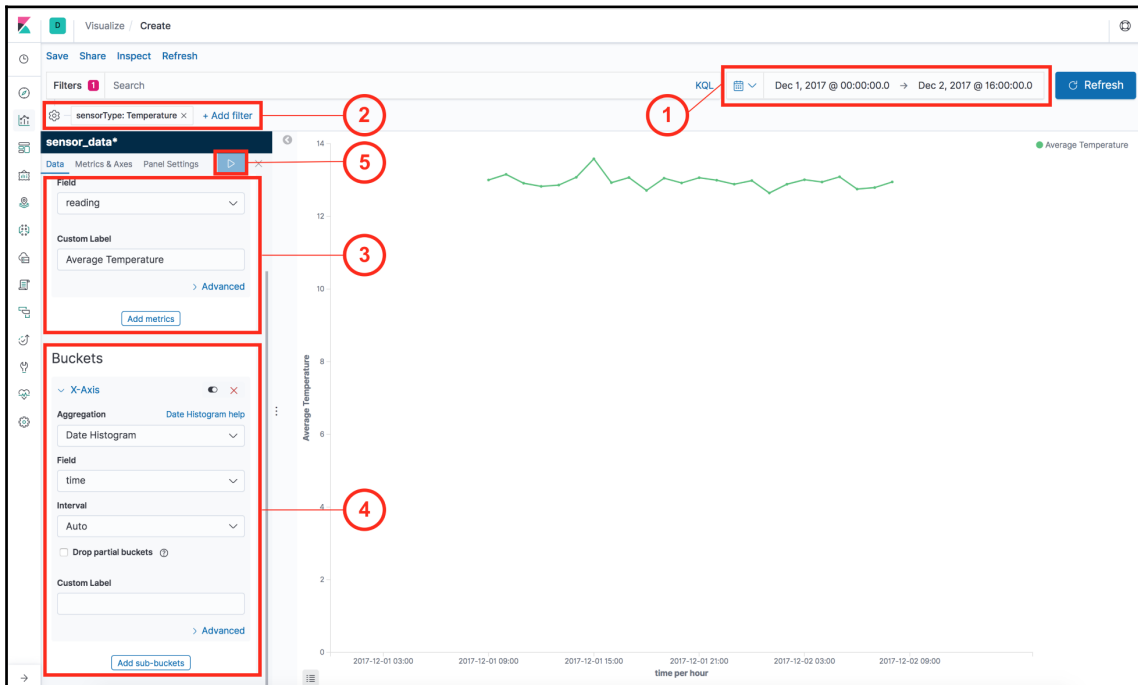 D Visualize / Create
Save Share Inspect Refresh
Filters 1 Search KQL Dec 1, 2017 @ 00:00:00.0 → Dec 2, 2017 @ 16:00:00.0 Refresh
1
sensorType: Temperature × + Add filter
2
sensor_data*
Data Metrics & Axes Panel Settings
5
Field
reading
Custom Label
Average Temperature
3
Advanced
Add metrics
Buckets
X-Axis
Aggregation Date Histogram help
Date Histogram
Field
time
Interval
Auto
4
Drop partial buckets
Custom Label
Advanced
Add sub-buckets
Average Temperature
14
12
10
8
6
4
2
0
Average Temperature
2017-12-01 03:00 2017-12-01 09:00 2017-12-01 15:00 2017-12-01 21:00 2017-12-02 03:00 2017-12-02 09:00
time per hour